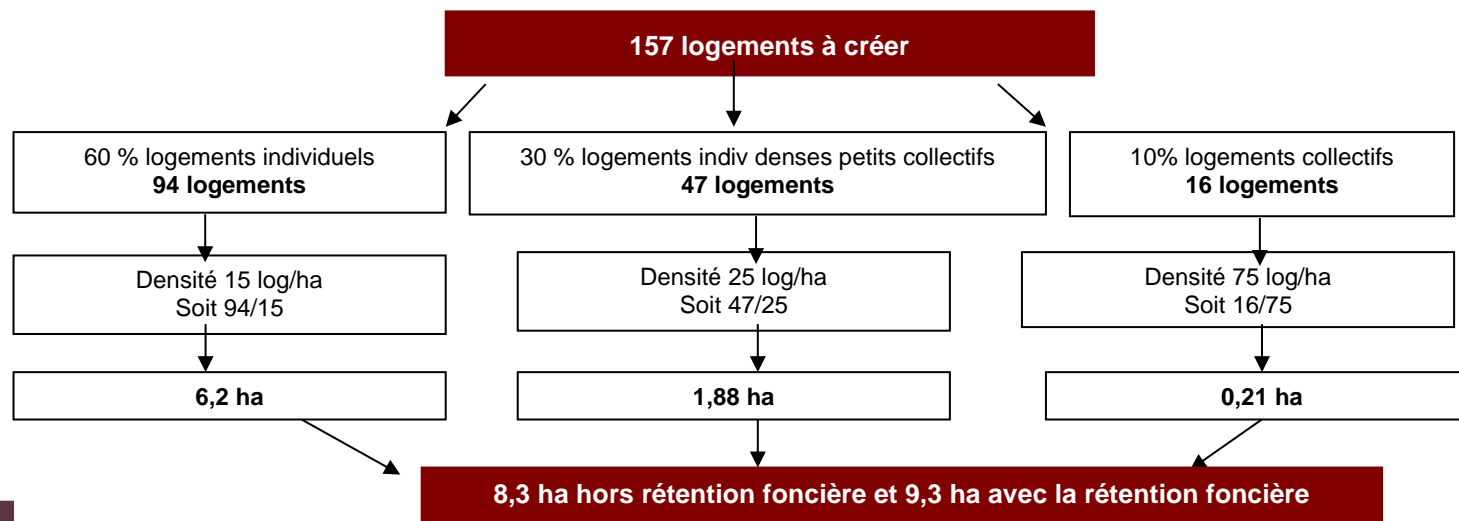 157 logements à créer
60 % logements individuels
94 logements
30 % logements indiv denses petits collectifs
47 logements
10% logements collectifs
16 logements
Densité 15 log/ha
Soit 94/15
Densité 25 log/ha
Soit 47/25
Densité 75 log/ha
Soit 16/75
6,2 ha
1,88 ha
0,21 ha
8,3 ha hors rétention foncière et 9,3 ha avec la rétention foncière